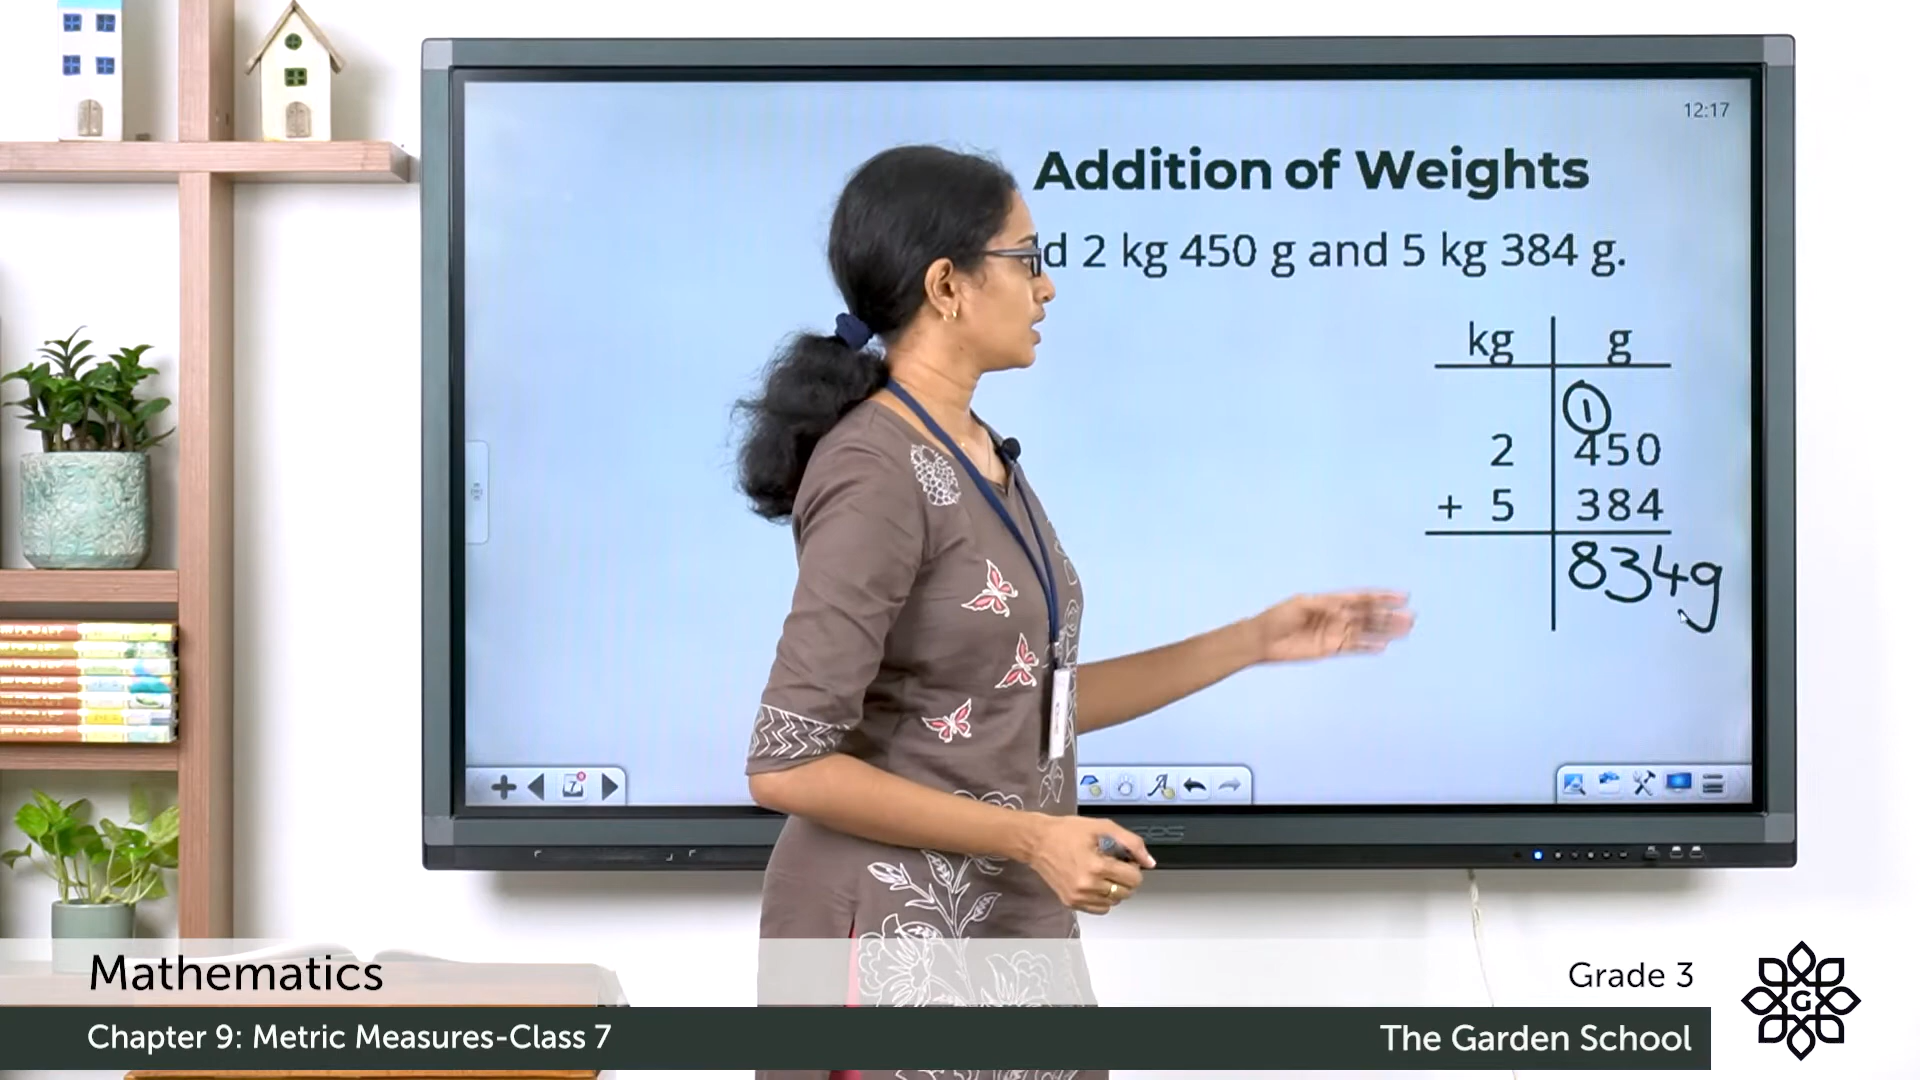 12:17
Addition of Weights
d 2 kg 450 g and 5 kg 384 g.
kg g
1
2 450
+ 5 384
834g
7
Mathematics
Grade 3
Chapter 9: Metric Measures-Class 7
The Garden School
G